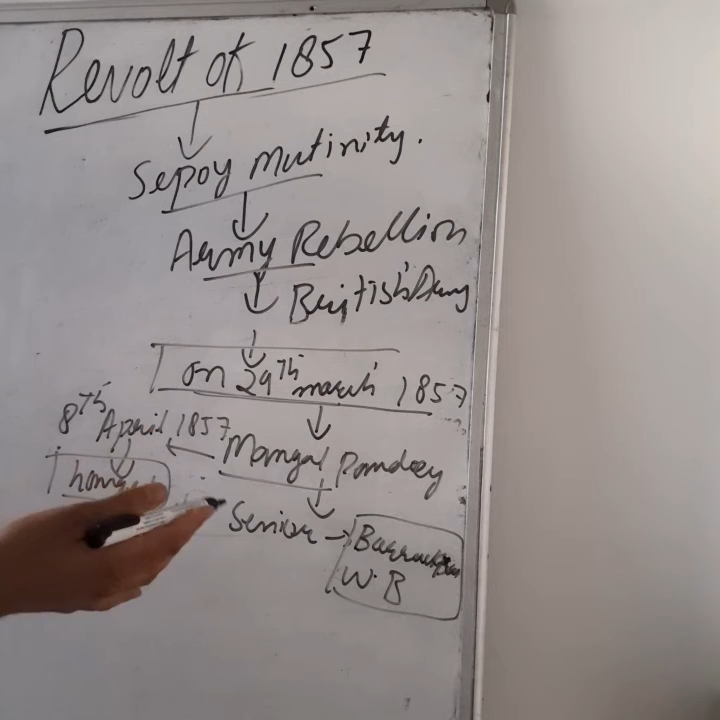 Revolt of 1857
Sepoy mutinity.
Army Rebellion
British Army
on 29Th march 1857
8Th April 1857
Mangal Pandey
Senior
Barrackpur
W.B